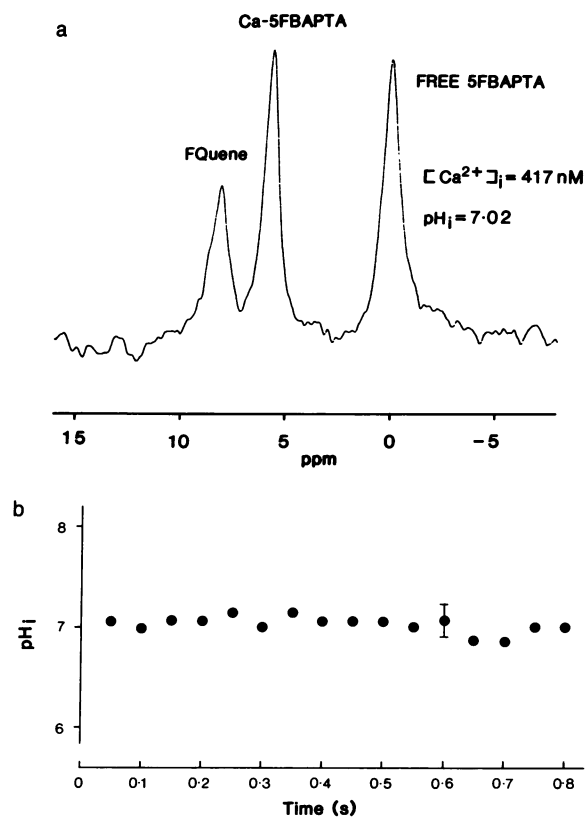 a
Ca-5FBAPTA
FREE 5FBAPTA
FQuene
[Ca²⁺]i = 417 nM
pHi = 7·02
15 10 5 0 -5
ppm
b
8
7
6
pHi
0 0·1 0·2 0·3 0·4 0·5 0·6 0·7 0·8
Time (s)